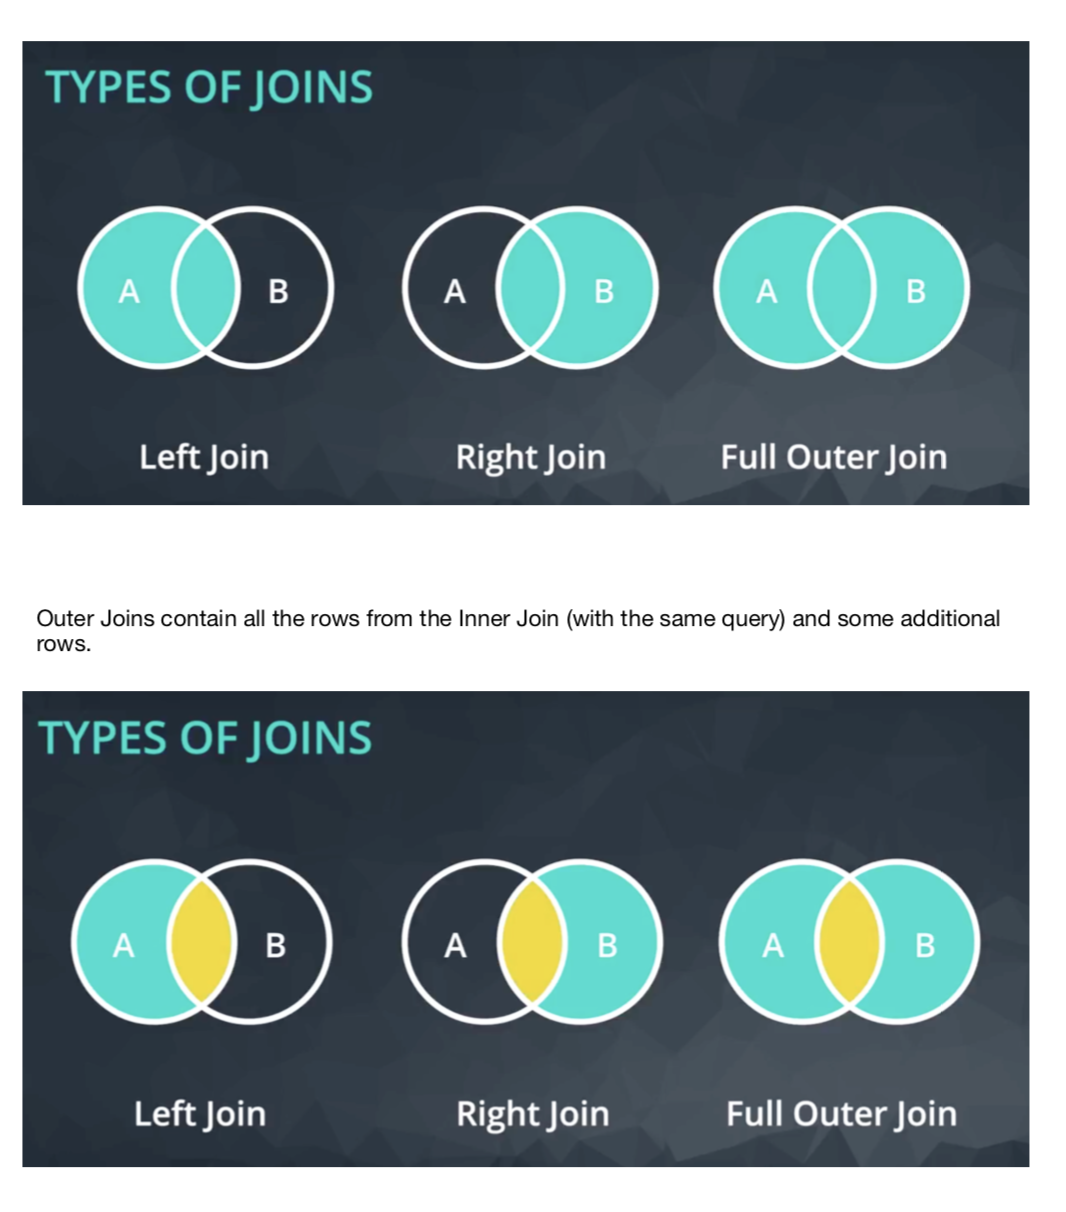 TYPES OF JOINS
A B A B A B
Left Join Right Join Full Outer Join
Outer Joins contain all the rows from the Inner Join (with the same query) and some additional
rows.
TYPES OF JOINS
A B A B A B
Left Join Right Join Full Outer Join